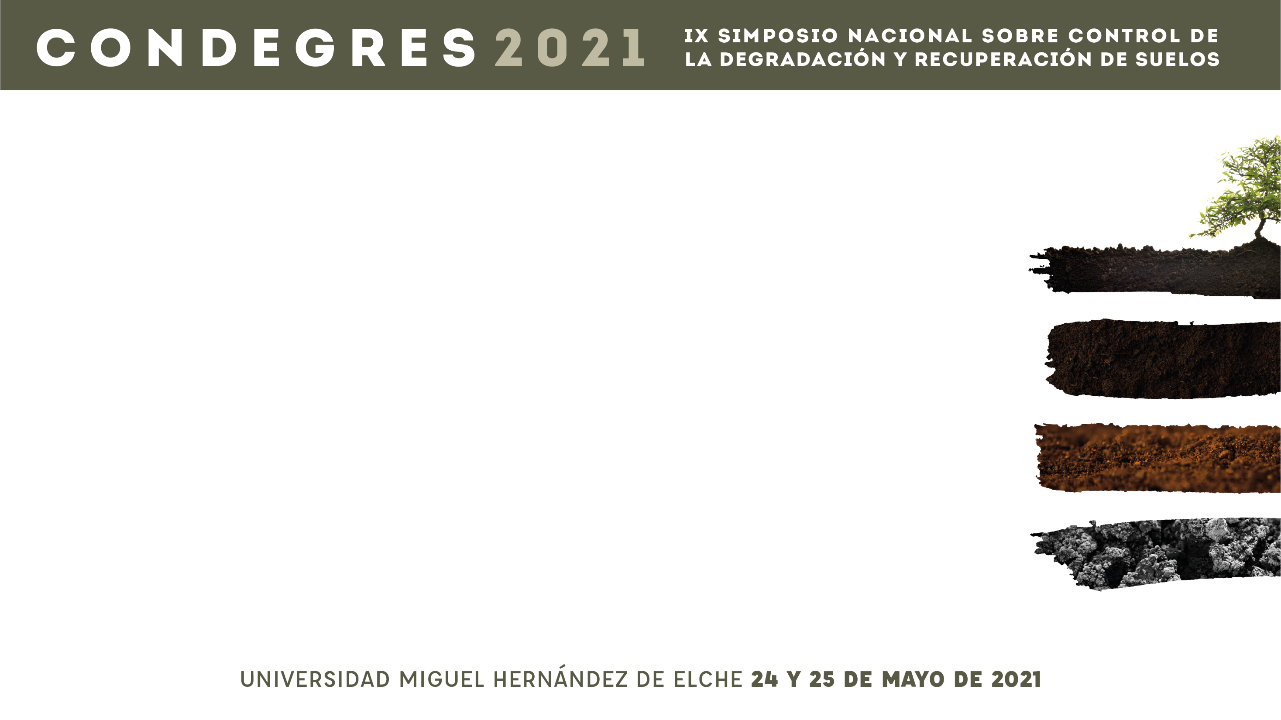 CONDEGRES 2021
IX SIMPOSIO NACIONAL SOBRE CONTROL DE
LA DEGRADACIÓN Y RECUPERACIÓN DE SUELOS
UNIVERSIDAD MIGUEL HERNÁNDEZ DE ELCHE 24 Y 25 DE MAYO DE 2021